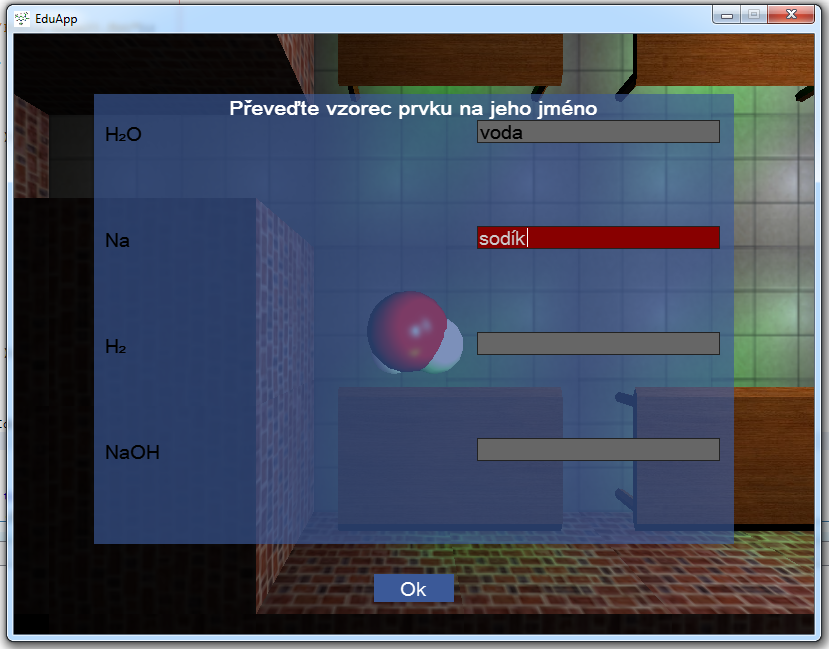 EduApp
Převeďte vzorec prvku na jeho jméno
H₂O voda
Na sodík
H₂
NaOH
Ok